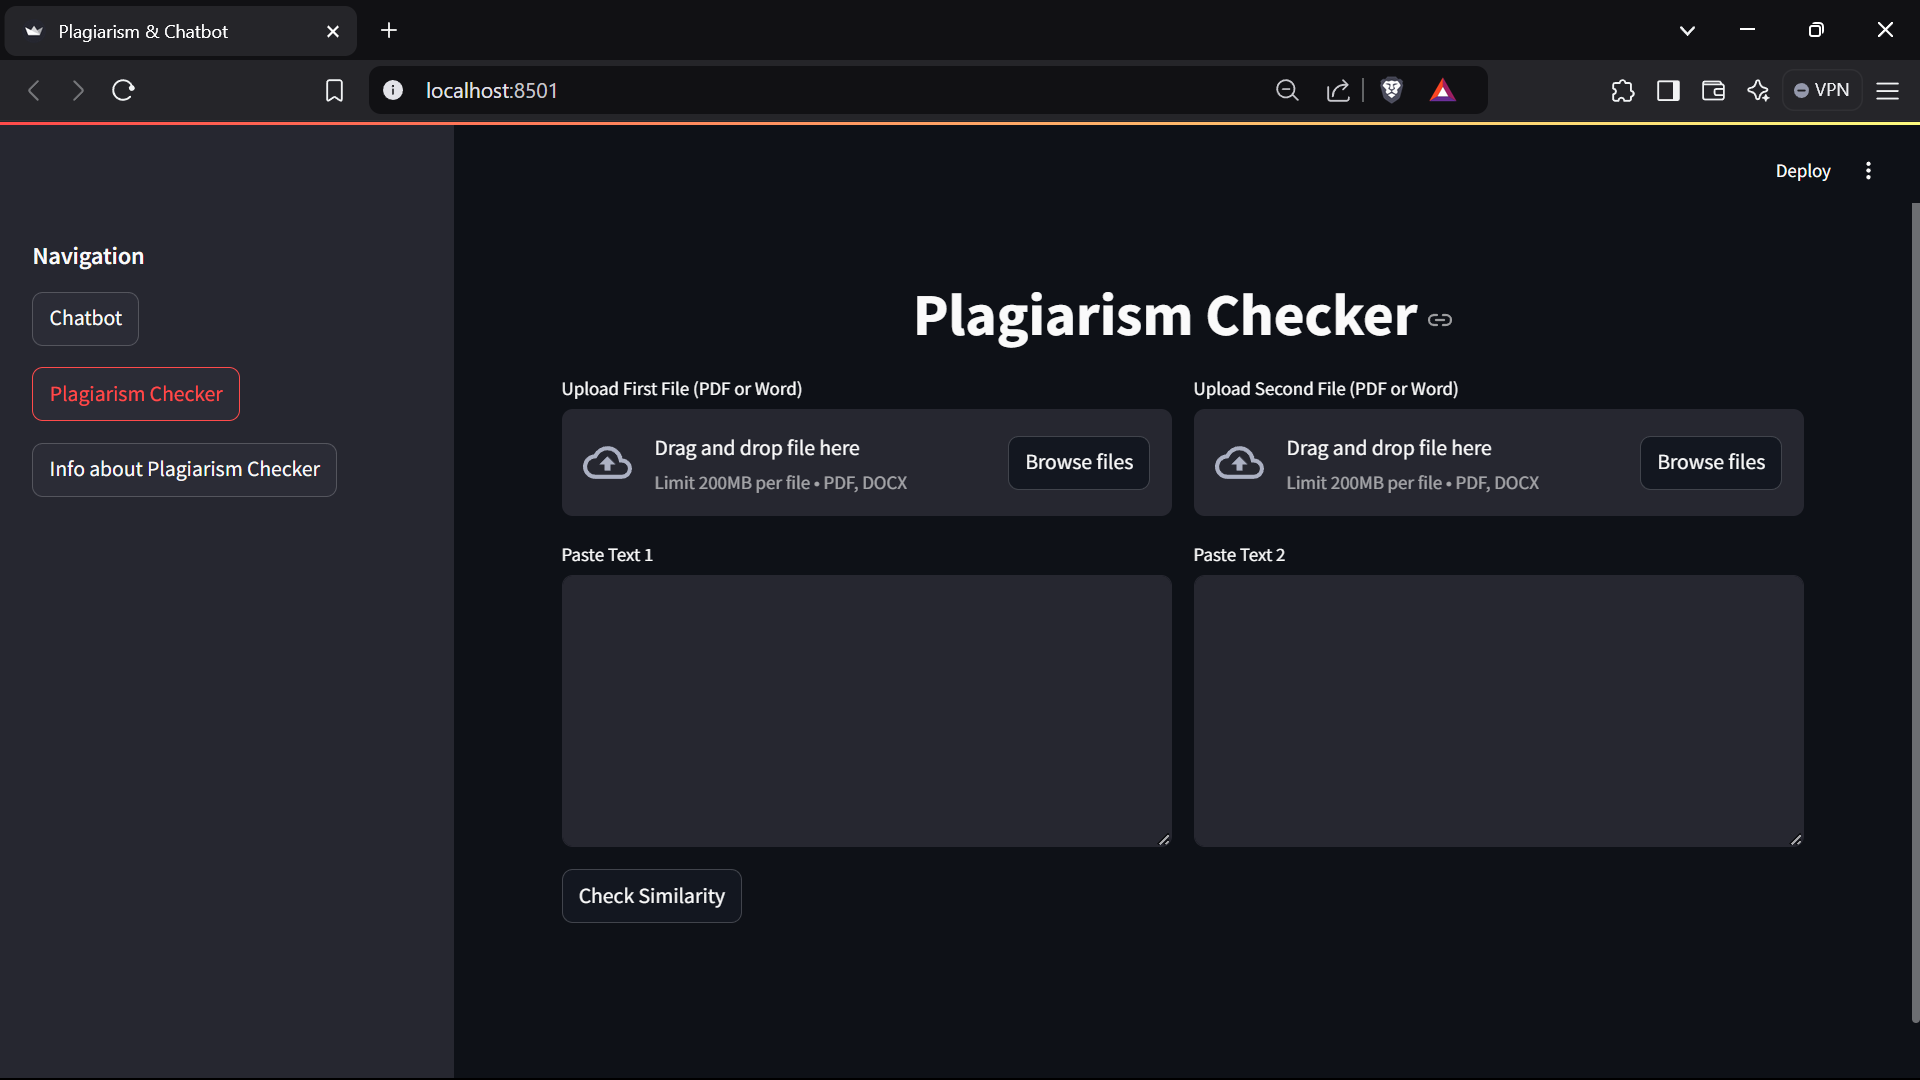 Plagiarism & Chatbot
localhost:8501
VPN
Deploy
Navigation
Chatbot
Plagiarism Checker
Info about Plagiarism Checker
Plagiarism Checker
Upload First File (PDF or Word)
Drag and drop file here
Limit 200MB per file • PDF, DOCX
Browse files
Upload Second File (PDF or Word)
Drag and drop file here
Limit 200MB per file • PDF, DOCX
Browse files
Paste Text 1
Paste Text 2
Check Similarity